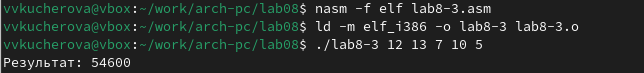 vvkucherova@vbox:~/work/arch-pc/lab08$ nasm -f elf lab8-3.asm
vvkucherova@vbox:~/work/arch-pc/lab08$ ld -m elf_i386 -o lab8-3 lab8-3.o
vvkucherova@vbox:~/work/arch-pc/lab08$ ./lab8-3 12 13 7 10 5
Результат: 54600